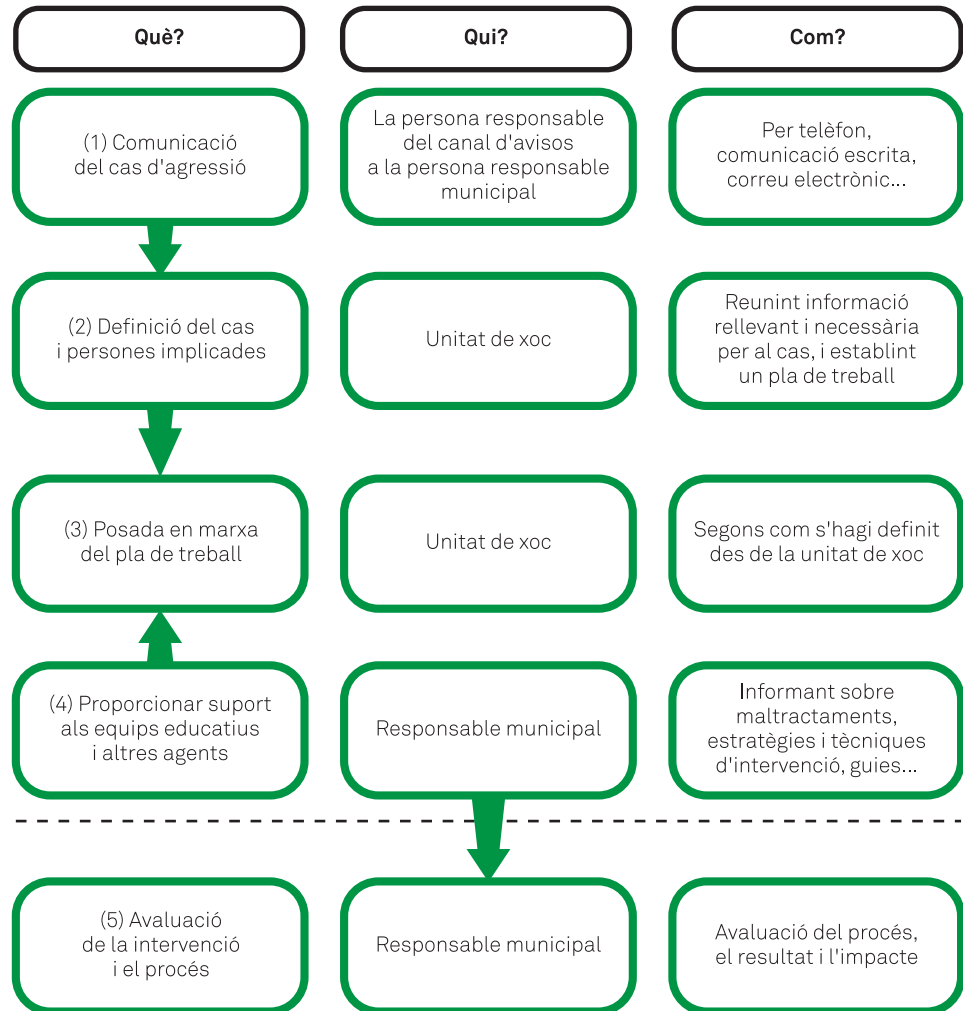 Què?
Qui?
Com?
(1) Comunicació
del cas d'agressió
La persona responsable
del canal d'avisos
a la persona responsable
municipal
Per telèfon,
comunicació escrita,
correu electrònic...
(2) Definició del cas
i persones implicades
Unitat de xoc
Reunint informació
rellevant i necessària
per al cas, i establint
un pla de treball
(3) Posada en marxa
del pla de treball
Unitat de xoc
Segons com s'hagi definit
des de la unitat de xoc
(4) Proporcionar suport
als equips educatius
i altres agents
Responsable municipal
Informant sobre
maltractaments,
estratègies i tècniques
d'intervenció, guies...
(5) Avaluació
de la intervenció
i el procés
Responsable municipal
Avaluació del procés,
el resultat i l'impacte